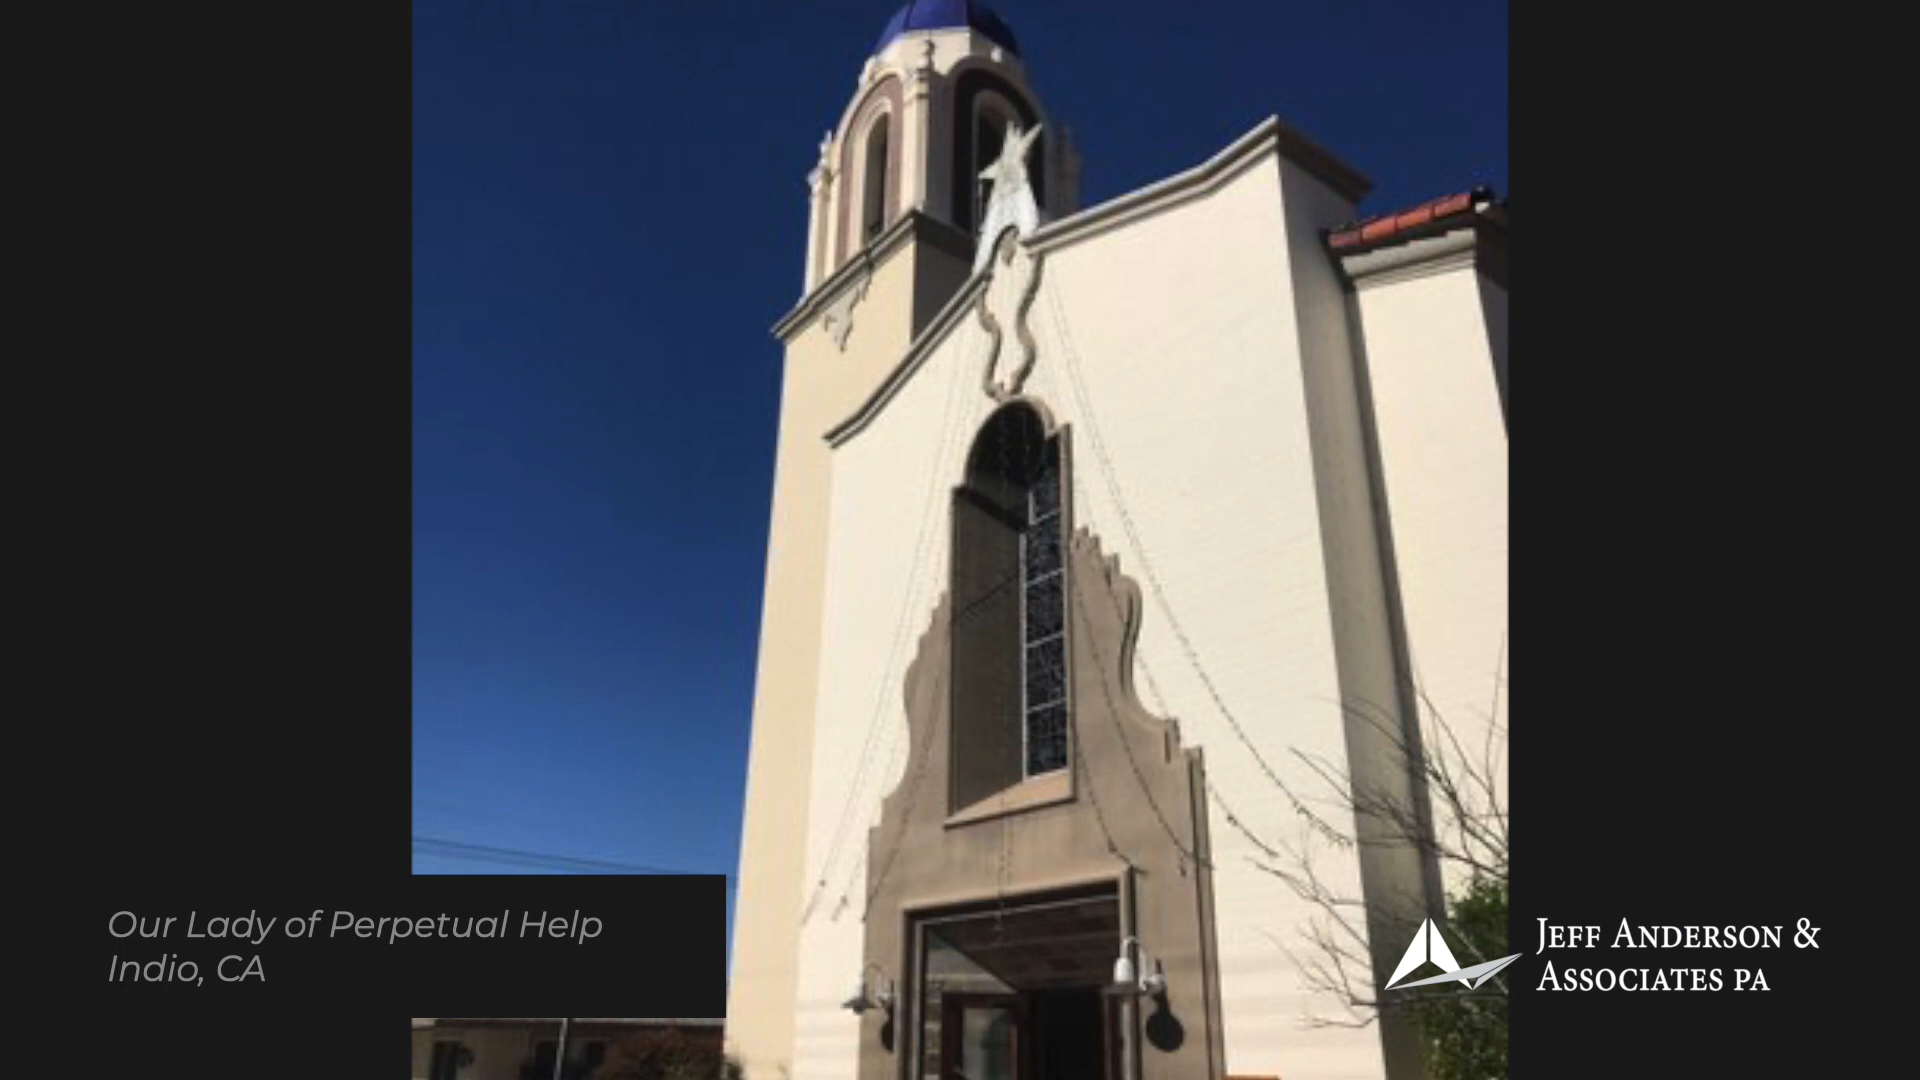 Our Lady of Perpetual Help
Indio, CA
JEFF ANDERSON &
ASSOCIATES PA